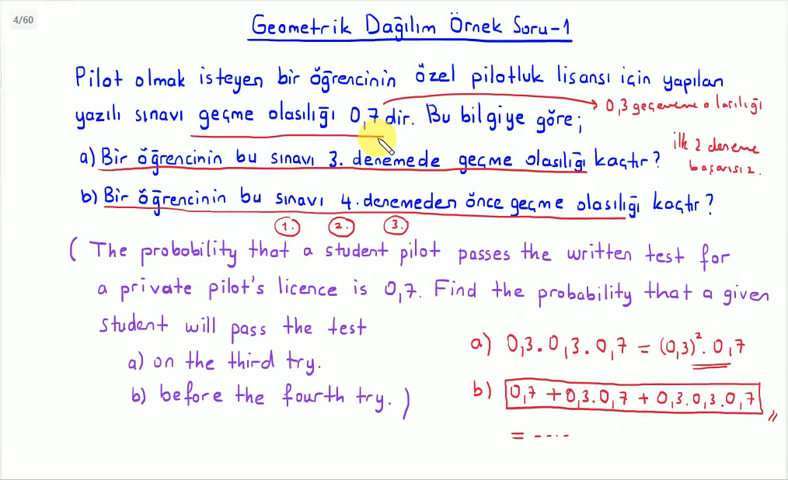 4/60
Geometrik Dağılım Örnek Soru-1
Pilot olmak isteyen bir öğrencinin özel pilotluk lisansı için yapılan
yazılı sınavı geçme olasılığı 0,7 dir. Bu bilgiye göre;
0,3 geçememe olasılığı
a) Bir öğrencinin bu sınavı 3. denemede geçme olasılığı kaçtır?
ilk 2 deneme
başarısız.
b) Bir öğrencinin bu sınavı 4. denemeden önce geçme olasılığı kaçtır?
1. 2. 3.
( The probability that a student pilot passes the written test for
a private pilot's licence is 0,7. Find the probability that a given
student will pass the test
a) on the third try.
b) before the fourth try. )
a) 0,3.0,3.0,7 = (0,3)².0,7
b) 0,7 + 0,3.0,7 + 0,3.0,3.0,7 //
= ....